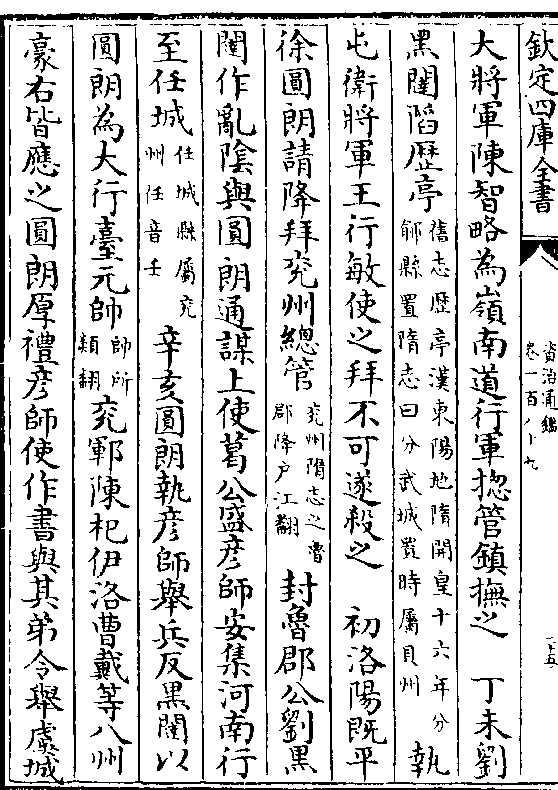 欽定四庫全書
資治通鑑
卷一百八十九
二十五
大將軍陳智略為嶺南道行軍㧾管鎮撫之　丁未劉
黑闥䧟歴亭舊志歴亭漢東陽地隋開皇十六年分鄃縣置隋志曰分武城置時屬貝州執
屯衛將軍王行敏使之拜不可遂殺之　初洛陽既平
徐圓朗請降拜兖州總管兖州隋志之魯郡降户江翻封魯郡公劉黒
闥作亂隂與圓朗通謀上使葛公盛彦師安集河南行
至任城任城縣屬兖州任音壬辛亥圓朗執彦師舉兵反黑闥以
圓朗為大行臺元帥帥所類翻兖鄆陳杞伊洛曹戴等八州
豪右皆應之圓朗厚禮彦師使作書與其弟令舉虞城